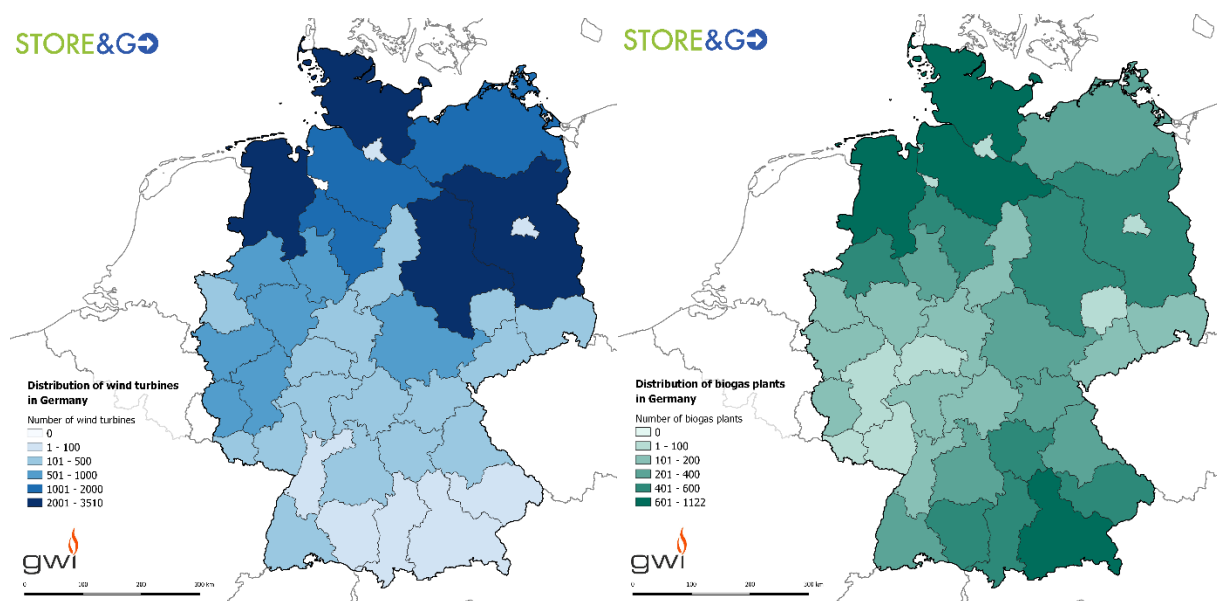 STORE&GO
Distribution of wind turbines
in Germany
Number of wind turbines
0
1 - 100
101 - 500
501 - 1000
1001 - 2000
2001 - 3510
gwi
0 100 200 300 km
STORE&GO
Distribution of biogas plants
in Germany
Number of biogas plants
0
1 - 100
101 - 200
201 - 400
401 - 600
601 - 1122
gwi
0 100 200 300 km